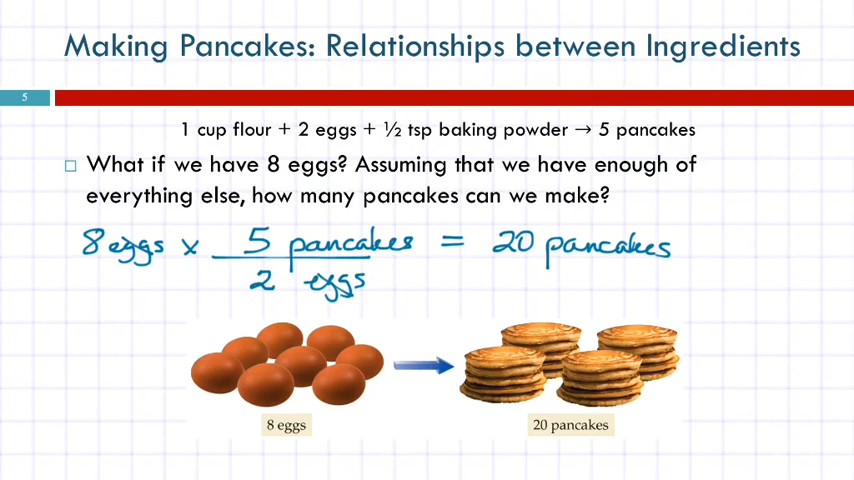 Making Pancakes: Relationships between Ingredients
5
1 cup flour + 2 eggs + ½ tsp baking powder → 5 pancakes
What if we have 8 eggs? Assuming that we have enough of
everything else, how many pancakes can we make?
8 eggs x 5 pancakes = 20 pancakes
2 eggs
8 eggs
20 pancakes